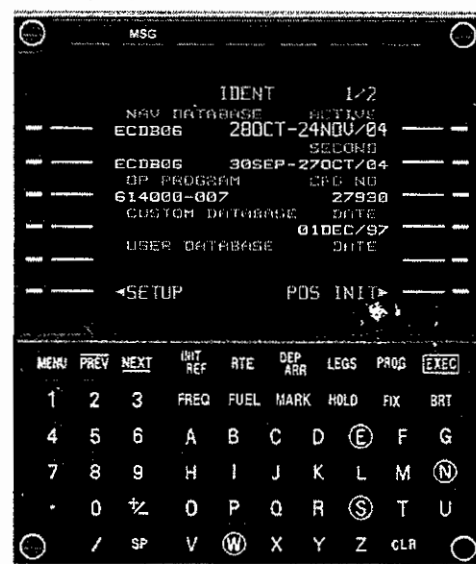 MSG
IDENT 1/2
NAV DATABASE ACTIVE
ECDB06 28OCT-24NOV/04
SECOND
ECDB06 30SEP-27OCT/04
OP PROGRAM CFG NO
614000-007 27930
CUSTOM DATABASE DATE
01DEC/97
USER DATABASE DATE
◄SETUP POS INIT►
MENU PREV NEXT INIT REF RTE DEP ARR LEGS PROG EXEC
1 2 3 FREQ FUEL MARK HOLD FIX BRT
4 5 6 A B C D E F G
7 8 9 H I J K L M N
· 0 +/- O P Q R S T U
/ SP V W X Y Z CLR